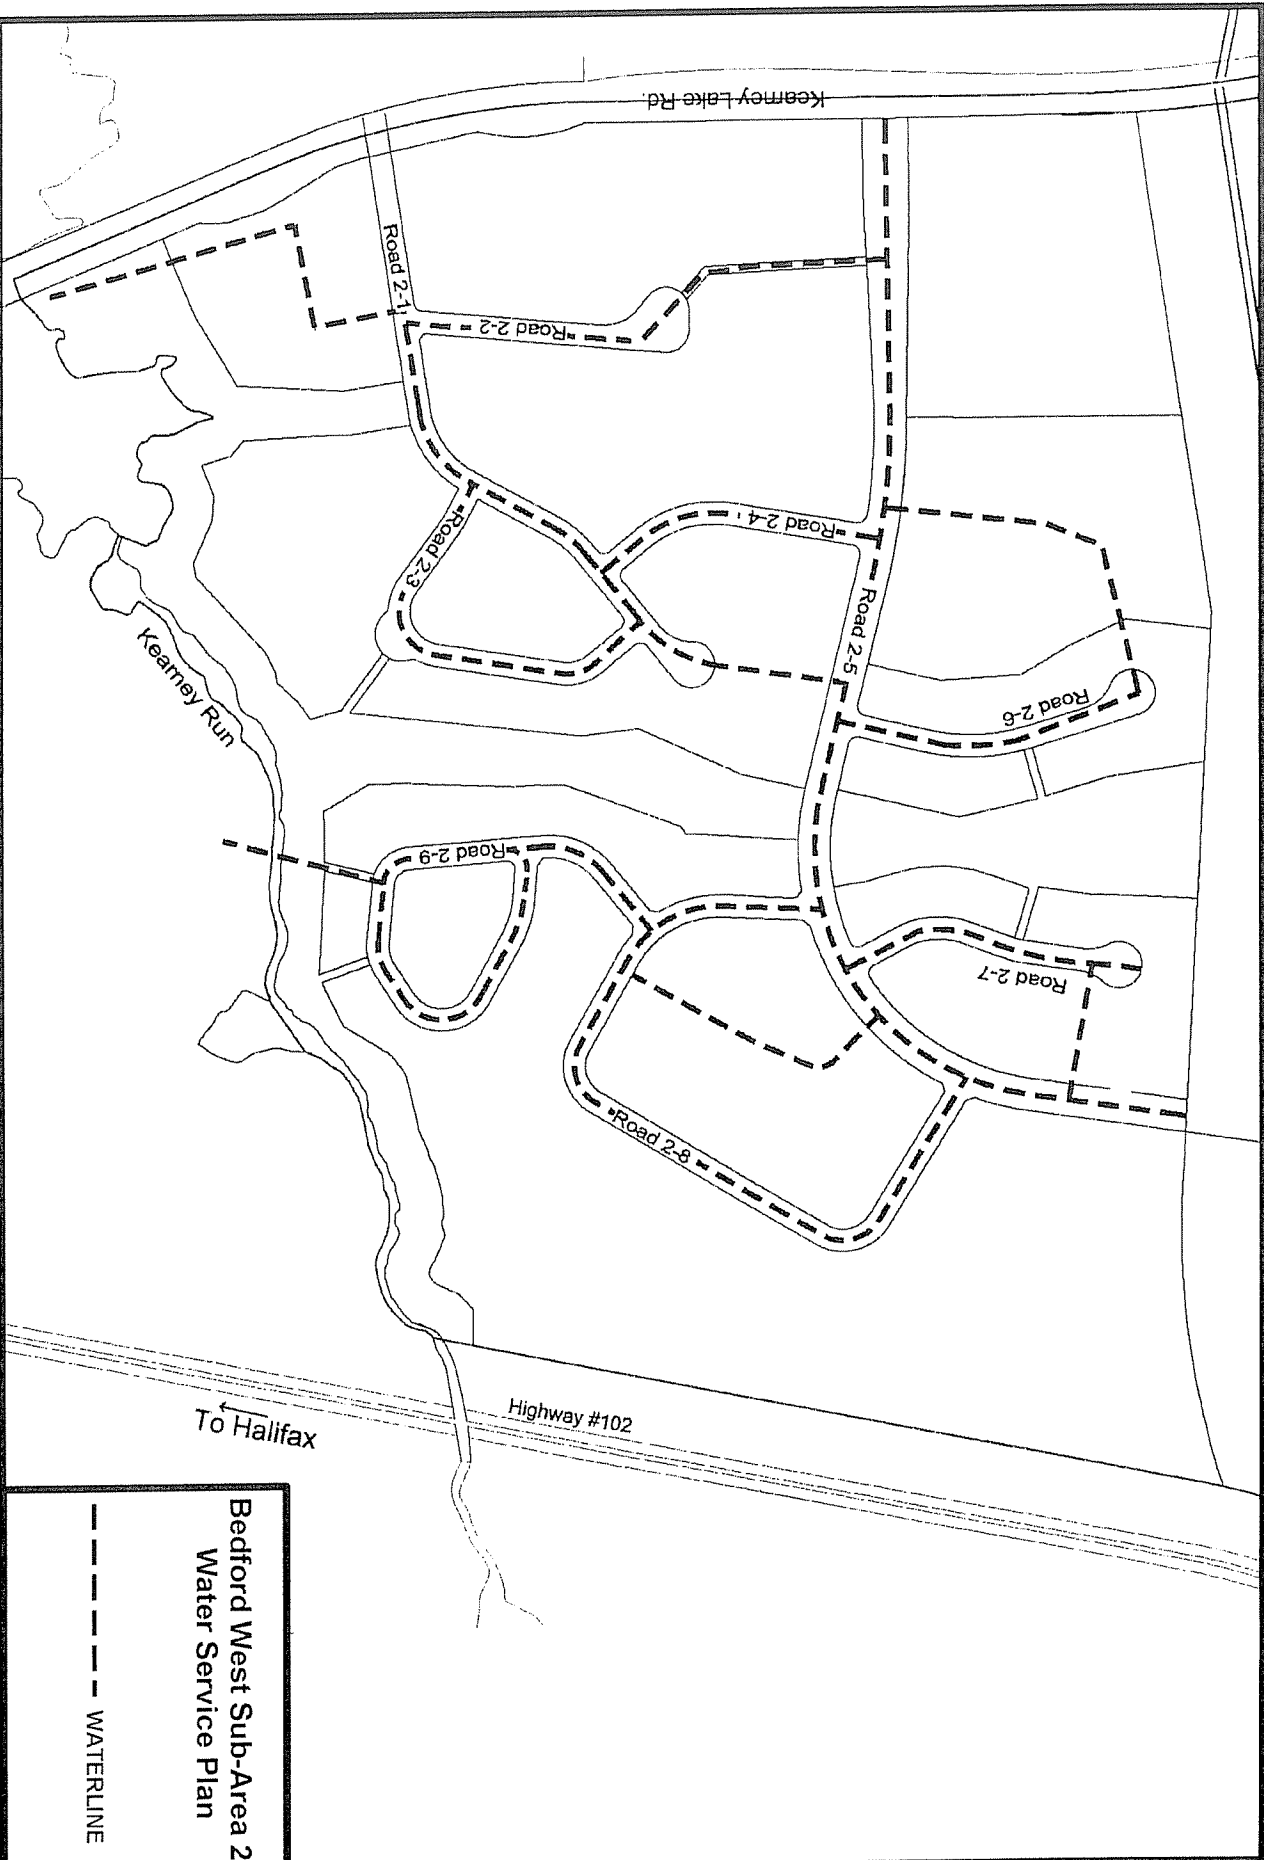 Kearney Lake Rd.
Road 2-1
Road 2-2
Road 2-3
Road 2-4
Road 2-5
Road 2-6
Road 2-7
Road 2-8
Road 2-9
Kearney Run
Highway #102
To Halifax
Bedford West Sub-Area 2
Water Service Plan
WATERLINE